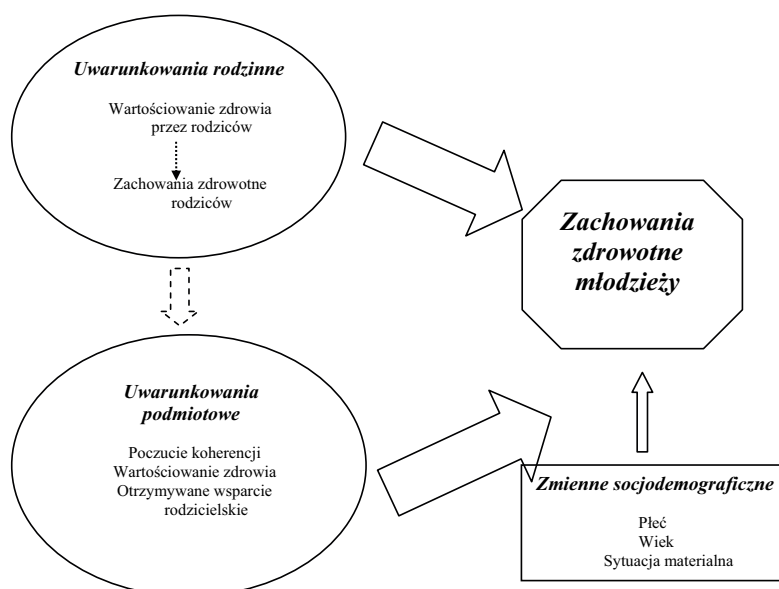 Uwarunkowania rodzinne
Wartościowanie zdrowia
przez rodziców
Zachowania zdrowotne
rodziców
Zachowania
zdrowotne
młodzieży
Uwarunkowania
podmiotowe
Poczucie koherencji
Wartościowanie zdrowia
Otrzymywane wsparcie
rodzicielskie
Zmienne socjodemograficzne
Płeć
Wiek
Sytuacja materialna